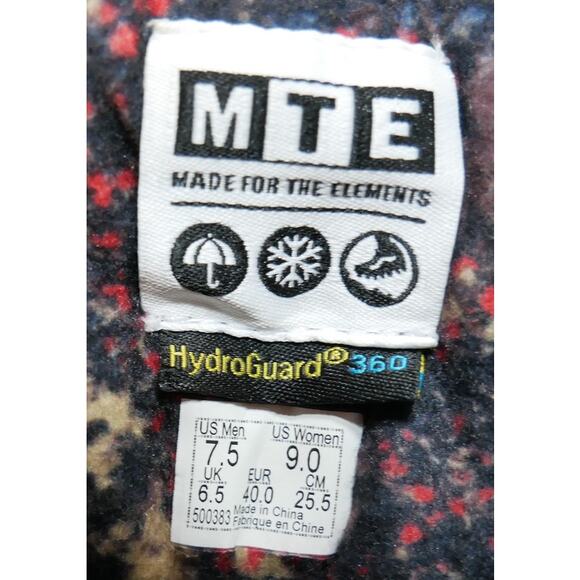 MTE
MADE FOR THE ELEMENTS
HydroGuard®360
US Men US Women
7.5 9.0
UK EUR CM
6.5 40.0 25.5
500383 Made in China
Fabrique en Chine